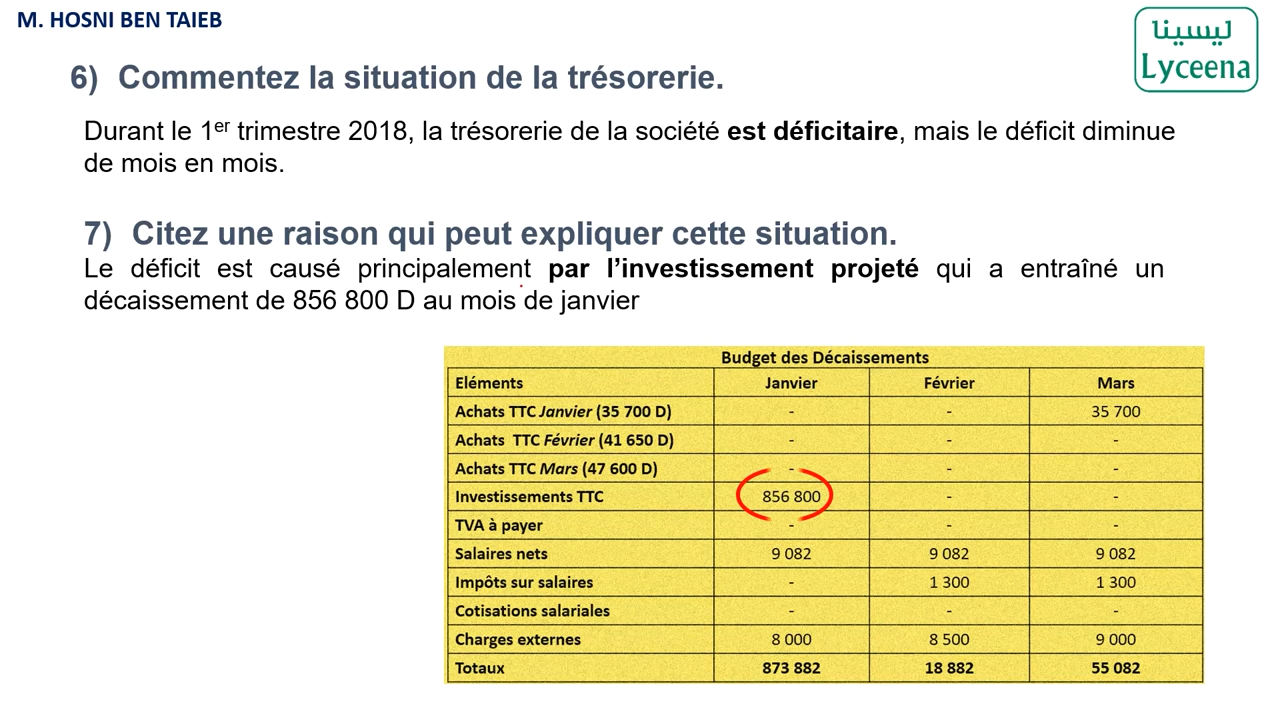 M. HOSNI BEN TAIEB
ليسينا
Lyceena
6) Commentez la situation de la trésorerie.
Durant le 1er trimestre 2018, la trésorerie de la société est déficitaire, mais le déficit diminue
de mois en mois.
7) Citez une raison qui peut expliquer cette situation.
Le déficit est causé principalement par l’investissement projeté qui a entraîné un
décaissement de 856 800 D au mois de janvier
Budget des Décaissements
Eléments Janvier Février Mars
Achats TTC Janvier (35 700 D) - - 35 700
Achats TTC Février (41 650 D) - - -
Achats TTC Mars (47 600 D) - - -
Investissements TTC 856 800 - -
TVA à payer - - -
Salaires nets 9 082 9 082 9 082
Impôts sur salaires - 1 300 1 300
Cotisations salariales - - -
Charges externes 8 000 8 500 9 000
Totaux 873 882 18 882 55 082